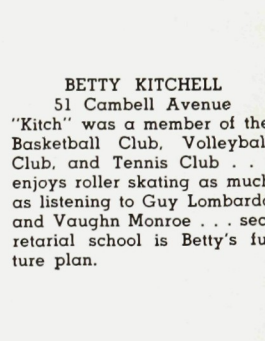 BETTY KITCHELL
51 Cambell Avenue
"Kitch" was a member of the
Basketball Club, Volleybal
Club, and Tennis Club . .
enjoys roller skating as muc
as listening to Guy Lombard
and Vaughn Monroe . . . sec
retarial school is Betty's fu
ture plan.